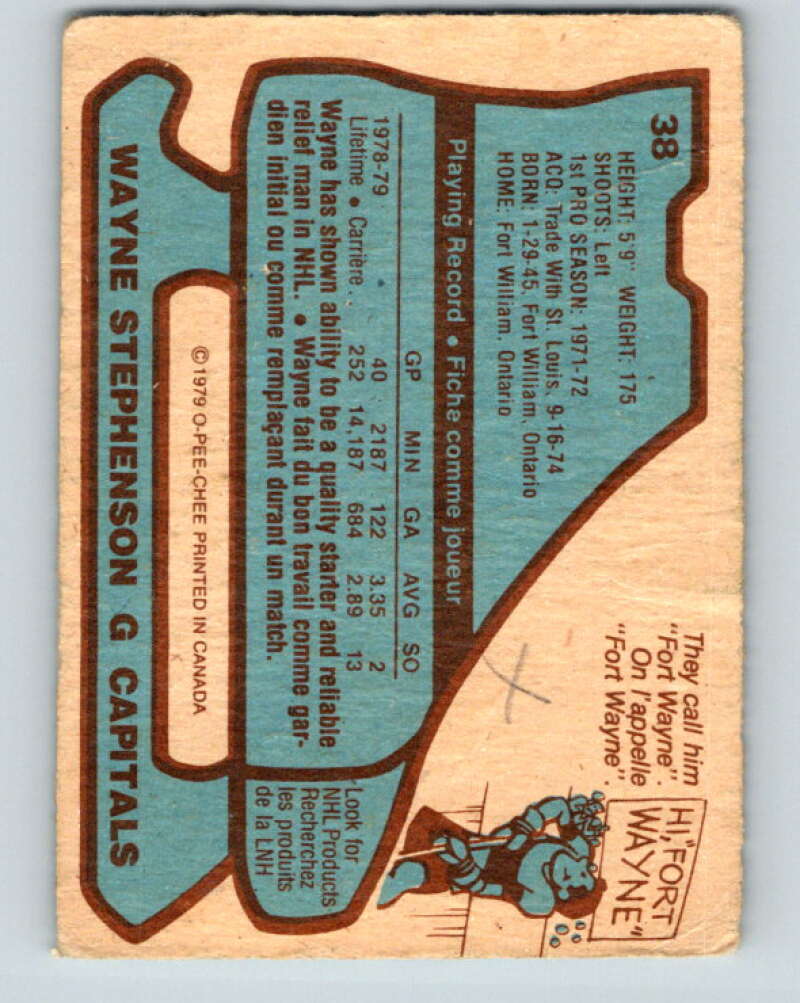 38
HEIGHT: 5'9" WEIGHT: 175
SHOOTS: Left
1st PRO SEASON: 1971-72
ACQ: Trade With St. Louis, 9-16-74
BORN: 1-29-45, Fort William, Ontario
HOME: Fort William, Ontario
They call him
"Fort Wayne".
On l'appelle
"Fort Wayne".
HI, "FORT
WAYNE"
Playing Record • Fiche comme joueur
GP MIN GA AVG SO
1978-79 40 2187 122 3.35 2
Lifetime • Carrière . . 252 14,187 684 2.89 13
Wayne has shown ability to be a quality starter and reliable
relief man in NHL. • Wayne fait du bon travail comme gar-
dien initial ou comme remplaçant durant un match.
Look for
NHL Products
Recherchez
les produits
de la LNH
©1979 O-PEE-CHEE PRINTED IN CANADA
WAYNE STEPHENSON G CAPITALS